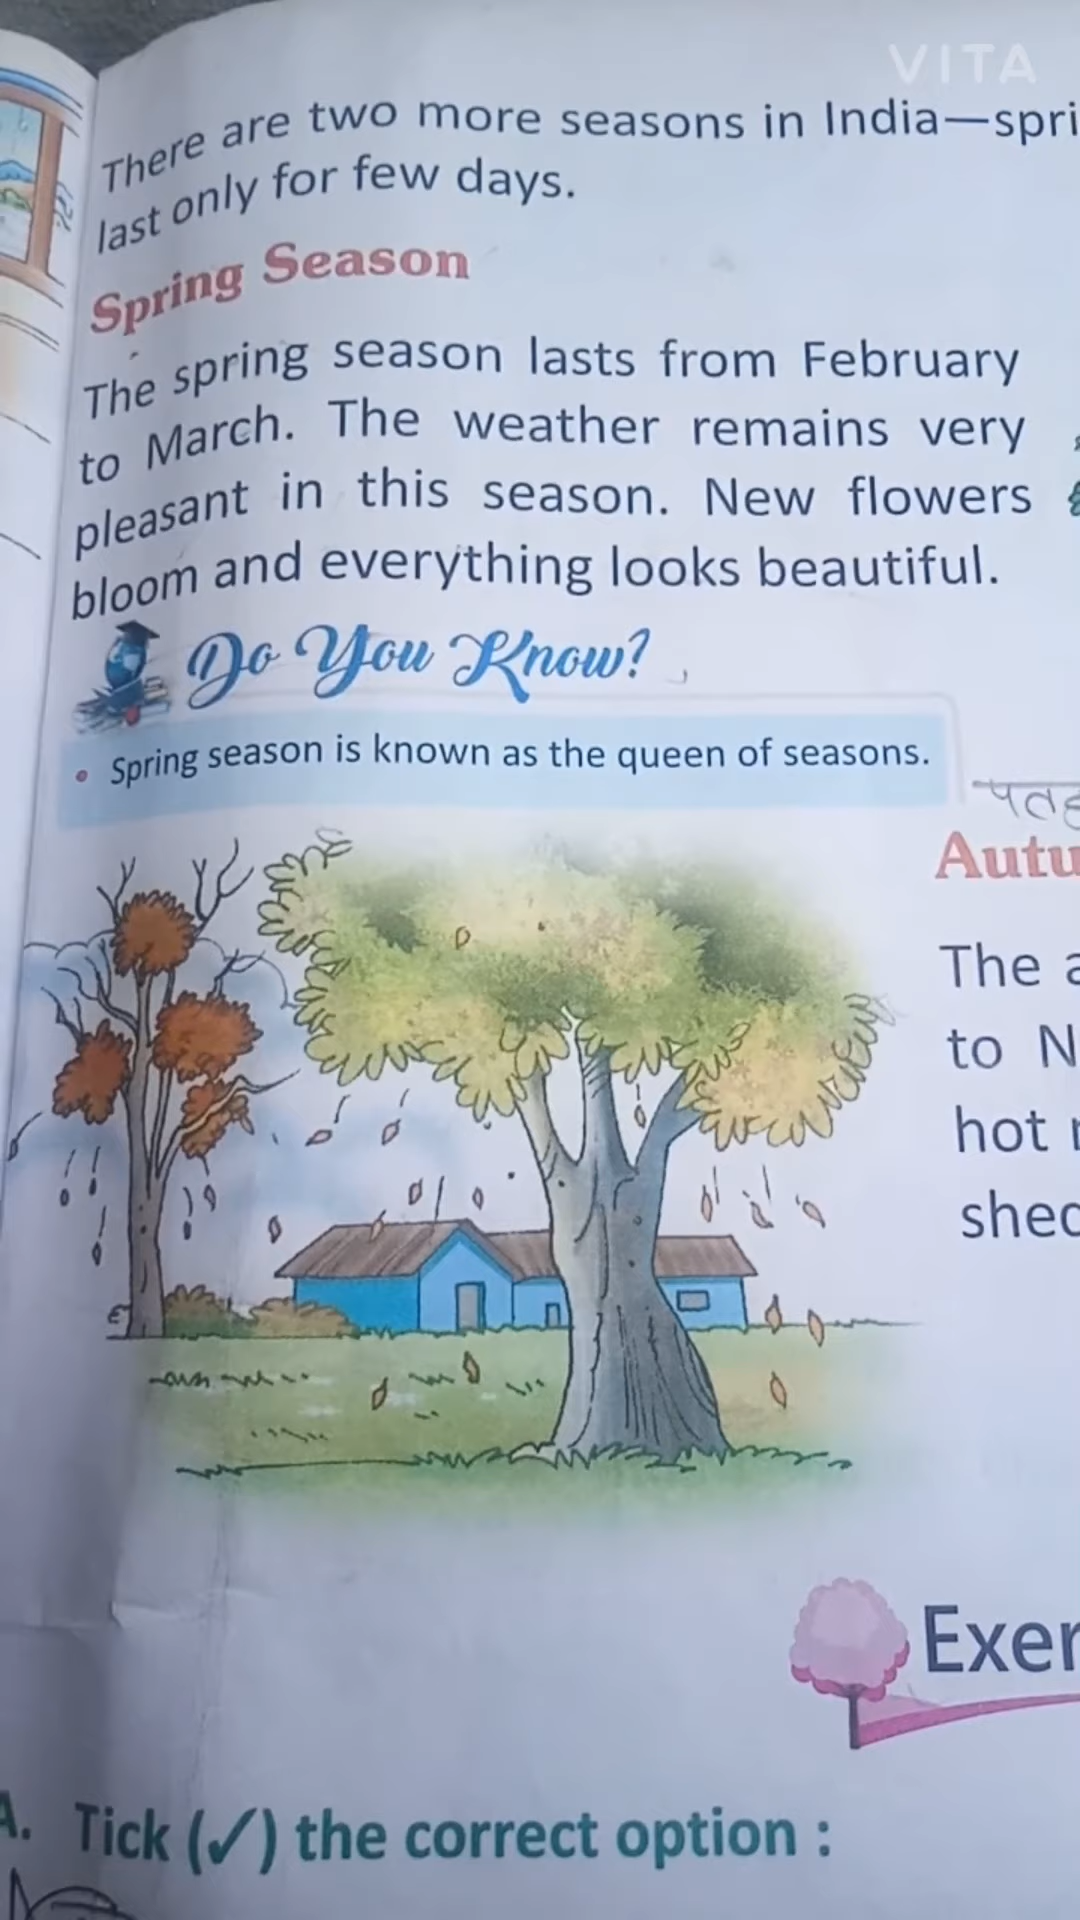 VITA
There are two more seasons in India—spri
last only for few days.
Spring Season
The spring season lasts from February
to March. The weather remains very
pleasant in this season. New flowers
bloom and everything looks beautiful.
Do You Know?
• Spring season is known as the queen of seasons.
Autu
The a
to N
hot
shed
Exer
A. Tick (✓) the correct option :